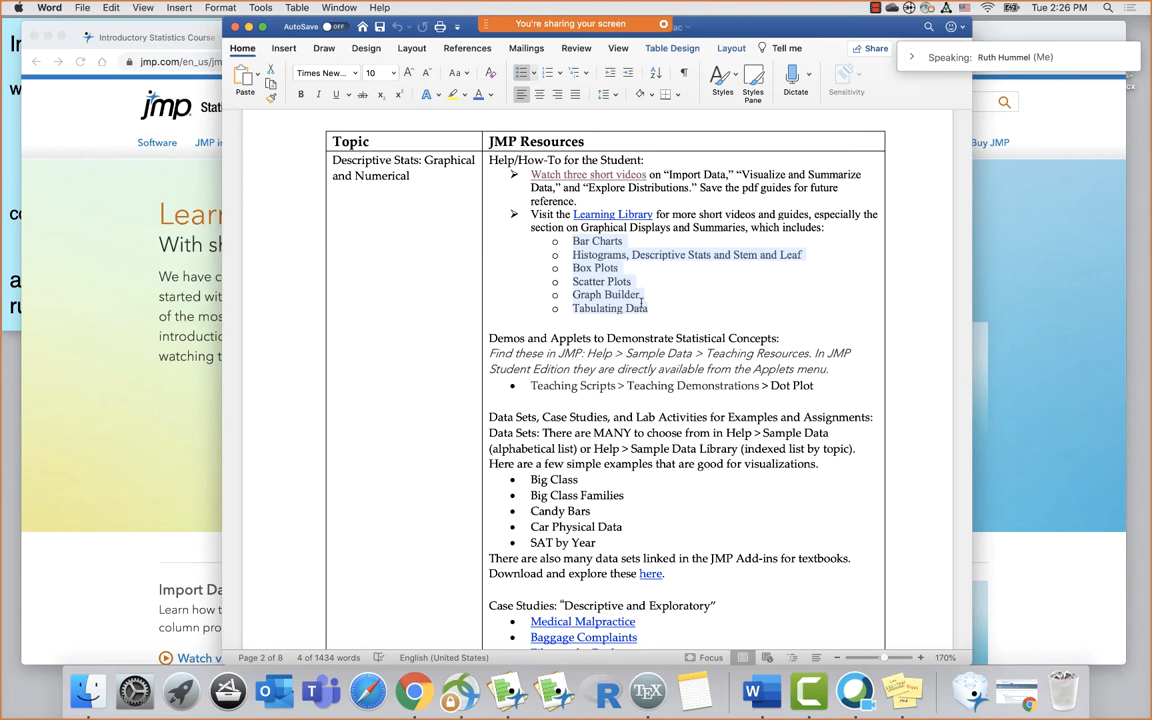 Word File Edit View Insert Format Tools Table Window Help Tue 2:26 PM
You're sharing your screen
AutoSave OFF
Home Insert Draw Design Layout References Mailings Review View Table Design Layout Tell me Share
Speaking: Ruth Hummel (Me)
Introductory Statistics Course
jmp.com/en_us/jm
Times New... 10
Paste Styles Styles Pane Dictate Sensitivity
jmp Stat
Software JMP in Buy JMP
Learn
With sh
We have c
started wit
of the mos
introductio
watching t
Import Da
Learn how t
column pro
Watch v
Topic JMP Resources
Descriptive Stats: Graphical
and Numerical
Help/How-To for the Student:
Watch three short videos on “Import Data,” “Visualize and Summarize
Data,” and “Explore Distributions.” Save the pdf guides for future
reference.
Visit the Learning Library for more short videos and guides, especially the
section on Graphical Displays and Summaries, which includes:
Bar Charts
Histograms, Descriptive Stats and Stem and Leaf
Box Plots
Scatter Plots
Graph Builder
Tabulating Data
Demos and Applets to Demonstrate Statistical Concepts:
Find these in JMP: Help > Sample Data > Teaching Resources. In JMP
Student Edition they are directly available from the Applets menu.
Teaching Scripts > Teaching Demonstrations > Dot Plot
Data Sets, Case Studies, and Lab Activities for Examples and Assignments:
Data Sets: There are MANY to choose from in Help > Sample Data
(alphabetical list) or Help > Sample Data Library (indexed list by topic).
Here are a few simple examples that are good for visualizations.
Big Class
Big Class Families
Candy Bars
Car Physical Data
SAT by Year
There are also many data sets linked in the JMP Add-ins for textbooks.
Download and explore these here.
Case Studies: "Descriptive and Exploratory”
Medical Malpractice
Baggage Complaints
Page 2 of 8 4 of 1434 words English (United States) Focus 170%